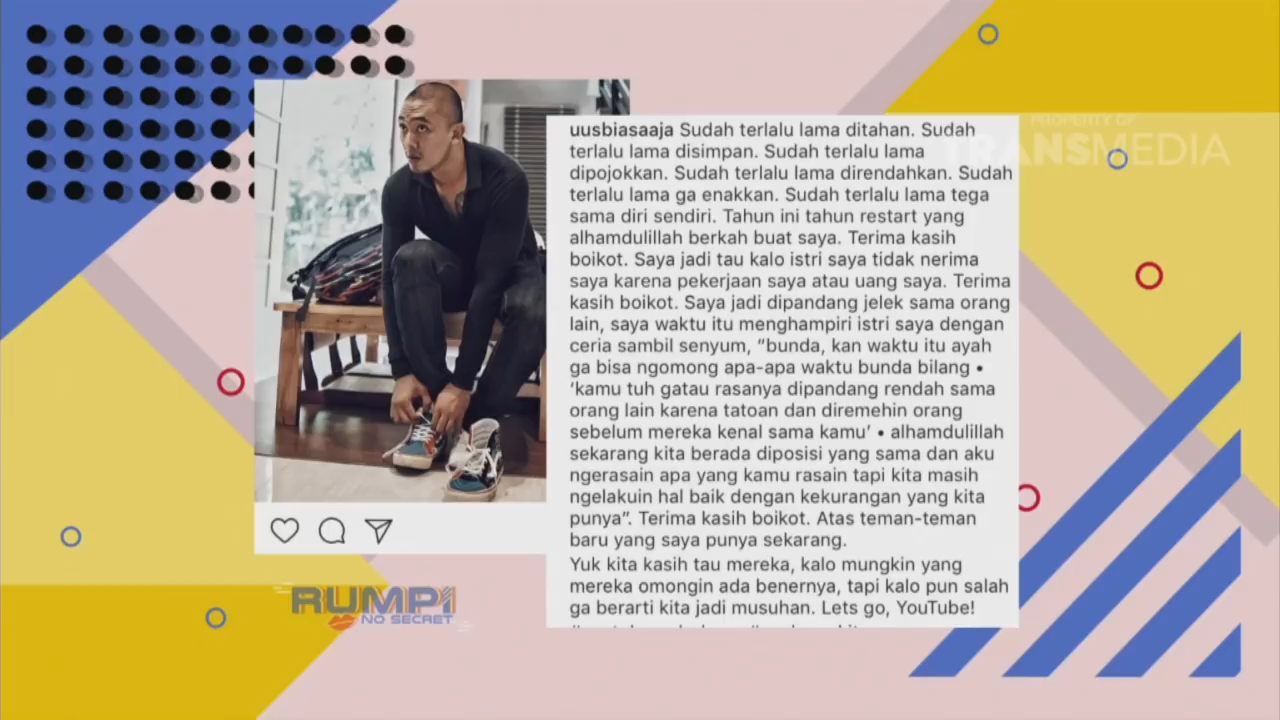 PROPERTY OF
TRANSMEDIA
uusbiasaaja Sudah terlalu lama ditahan. Sudah
terlalu lama disimpan. Sudah terlalu lama
dipojokkan. Sudah terlalu lama direndahkan. Sudah
terlalu lama ga enakkan. Sudah terlalu lama tega
sama diri sendiri. Tahun ini tahun restart yang
alhamdulillah berkah buat saya. Terima kasih
boikot. Saya jadi tau kalo istri saya tidak nerima
saya karena pekerjaan saya atau uang saya. Terima
kasih boikot. Saya jadi dipandang jelek sama orang
lain, saya waktu itu menghampiri istri saya dengan
ceria sambil senyum, “bunda, kan waktu itu ayah
ga bisa ngomong apa-apa waktu bunda bilang •
‘kamu tuh gatau rasanya dipandang rendah sama
orang lain karena tatoan dan diremehin orang
sebelum mereka kenal sama kamu’ • alhamdulillah
sekarang kita berada diposisi yang sama dan aku
ngerasain apa yang kamu rasain tapi kita masih
ngelakuin hal baik dengan kekurangan yang kita
punya”. Terima kasih boikot. Atas teman-teman
baru yang saya punya sekarang.
Yuk kita kasih tau mereka, kalo mungkin yang
mereka omongin ada benernya, tapi kalo pun salah
ga berarti kita jadi musuhan. Lets go, YouTube!
RUMPI
NO SECRET